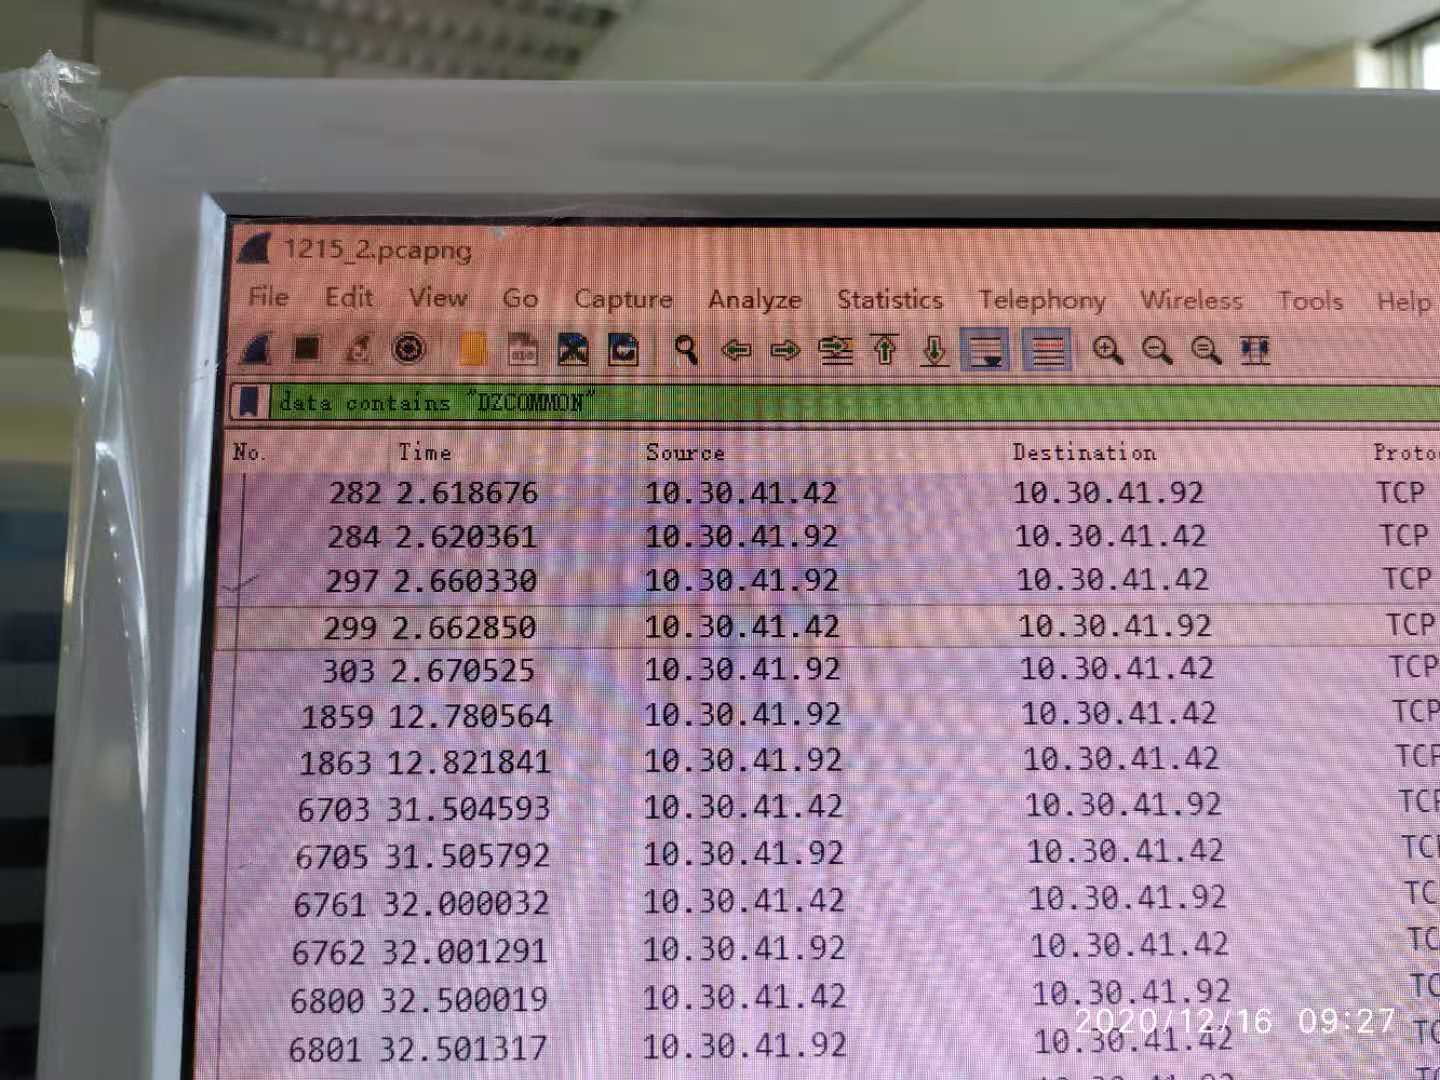 1215_2.pcapng
File Edit View Go Capture Analyze Statistics Telephony Wireless Tools Help
data contains "DZCOMMON"
No. Time Source Destination Proto
282 2.618676 10.30.41.42 10.30.41.92 TCP
284 2.620361 10.30.41.92 10.30.41.42 TCP
297 2.660330 10.30.41.92 10.30.41.42 TCP
299 2.662850 10.30.41.42 10.30.41.92 TCP
303 2.670525 10.30.41.92 10.30.41.42 TCP
1859 12.780564 10.30.41.92 10.30.41.42 TCP
1863 12.821841 10.30.41.92 10.30.41.42 TCP
6703 31.504593 10.30.41.42 10.30.41.92 TCP
6705 31.505792 10.30.41.92 10.30.41.42 TC
6761 32.000032 10.30.41.42 10.30.41.92 TC
6762 32.001291 10.30.41.92 10.30.41.42 TC
6800 32.500019 10.30.41.42 10.30.41.92 TC
2020/12/16 09:27
6801 32.501317 10.30.41.92 10.30.41.42 TC